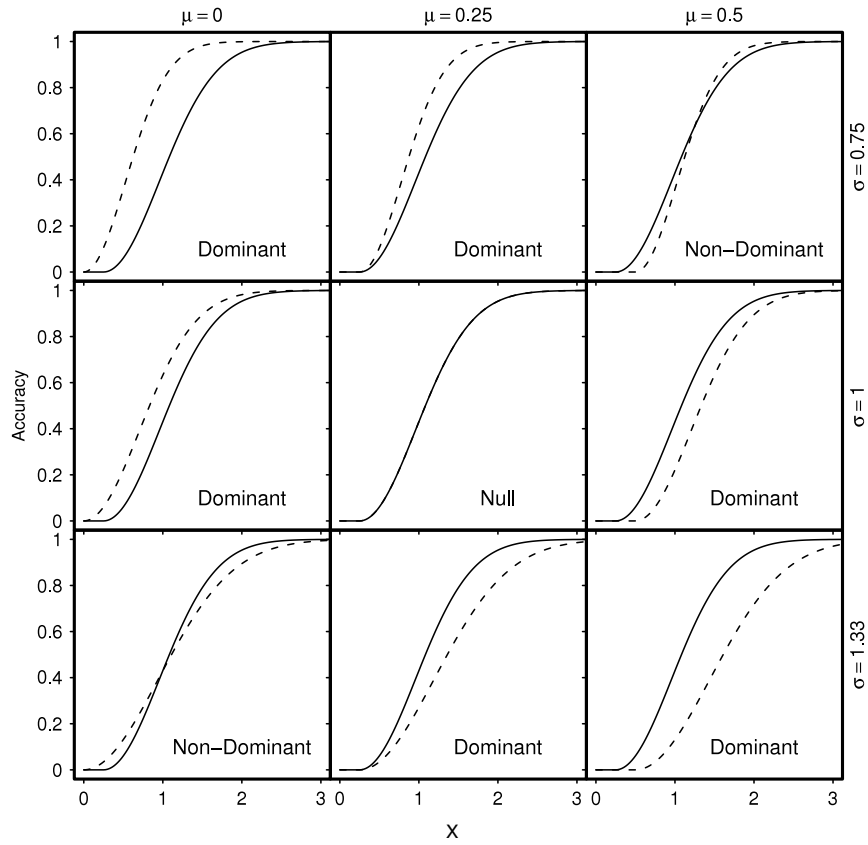 μ = 0
μ = 0.25
μ = 0.5
1
0.8
0.6
0.4
0.2
0
Dominant
Dominant
Non−Dominant
σ = 0.75
1
0.8
0.6
0.4
0.2
0
Accuracy
Dominant
Null
Dominant
σ = 1
1
0.8
0.6
0.4
0.2
0
Non−Dominant
Dominant
Dominant
σ = 1.33
0 1 2 3
0 1 2 3
0 1 2 3
X